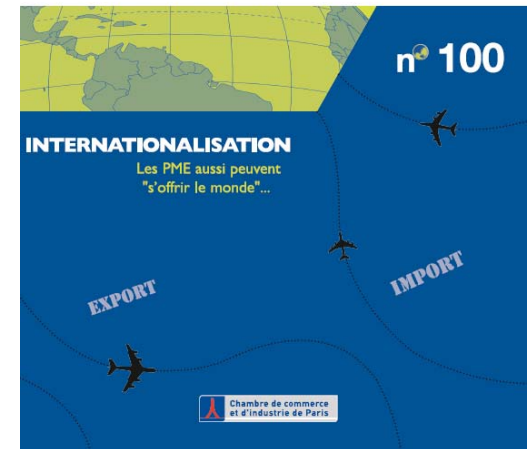 n° 100
INTERNATIONALISATION
Les PME aussi peuvent
"s'offrir le monde"...
IMPORT
EXPORT
Chambre de commerce
et d'industrie de Paris